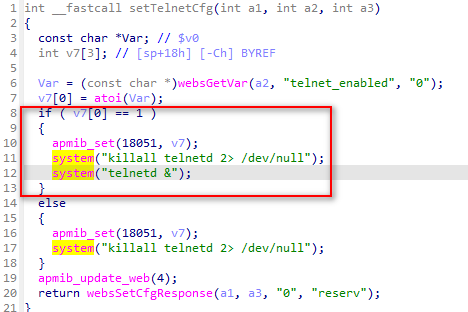 1 int __fastcall setTelnetCfg(int a1, int a2, int a3)
2 {
3 const char *Var; // $v0
4 int v7[3]; // [sp+18h] [-Ch] BYREF
5
6 Var = (const char *)websGetVar(a2, "telnet_enabled", "0");
7 v7[0] = atoi(Var);
8 if ( v7[0] == 1 )
9 {
10 apmib_set(18051, v7);
11 system("killall telnetd 2> /dev/null");
12 system("telnetd &");
13 }
14 else
15 {
16 apmib_set(18051, v7);
17 system("killall telnetd 2> /dev/null");
18 }
19 apmib_update_web(4);
20 return websSetCfgResponse(a1, a3, "0", "reserv");
21 }